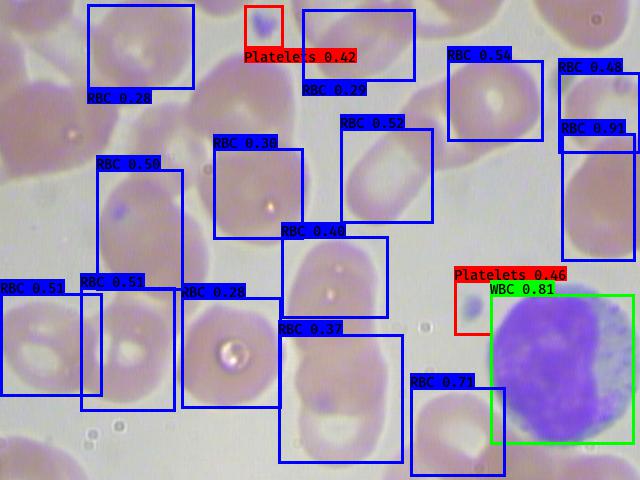 Platelets 0.42
RBC 0.28
RBC 0.29
RBC 0.54
RBC 0.48
RBC 0.52
RBC 0.91
RBC 0.30
RBC 0.50
RBC 0.40
Platelets 0.46
RBC 0.51
RBC 0.51
RBC 0.28
WBC 0.81
RBC 0.37
RBC 0.71